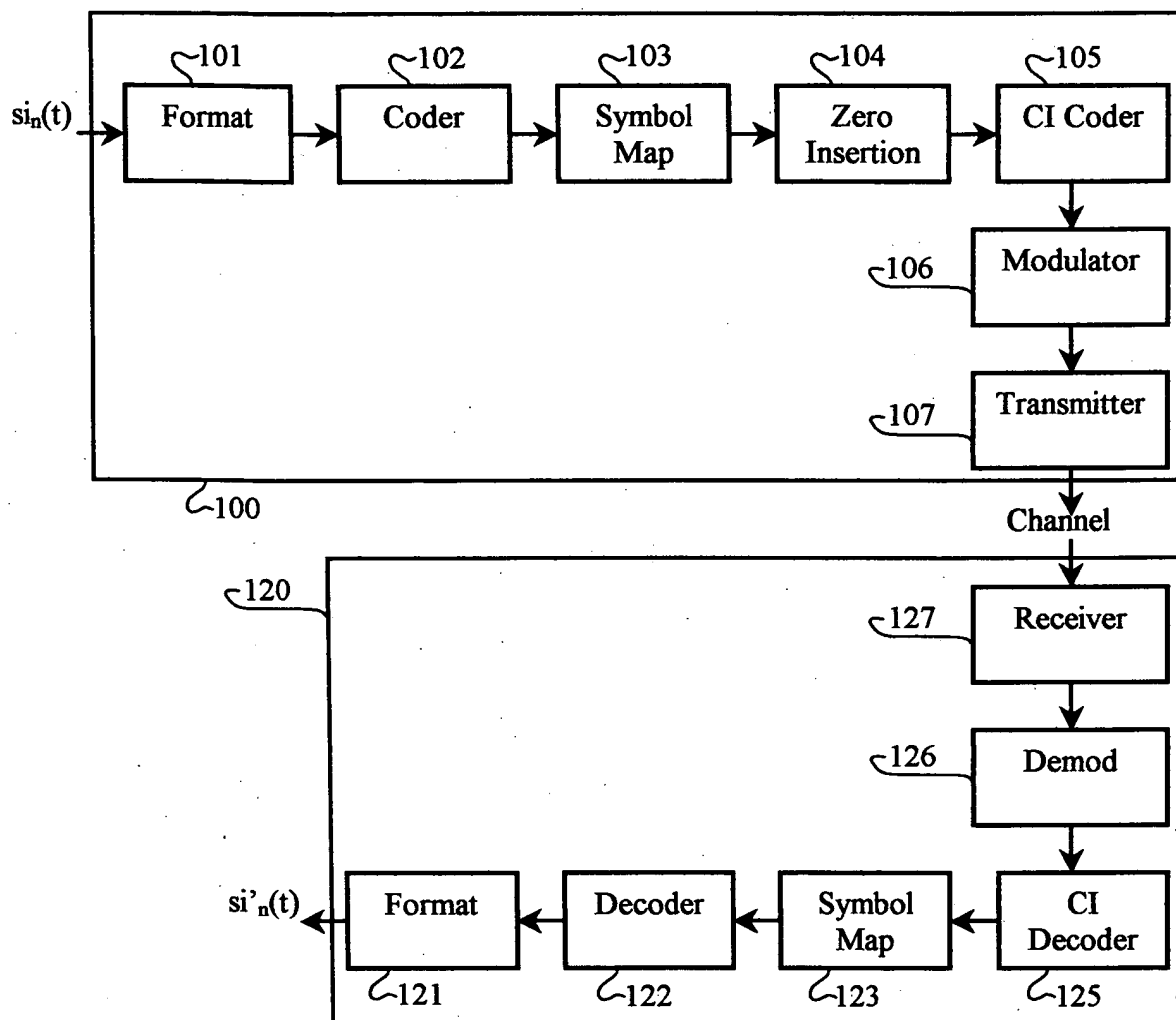 101
102
103
104
105
si_n(t)
Format
Coder
Symbol
Map
Zero
Insertion
CI Coder
106
Modulator
107
Transmitter
100
Channel
120
127
Receiver
126
Demod
si'_n(t)
Format
Decoder
Symbol
Map
CI
Decoder
121
122
123
125